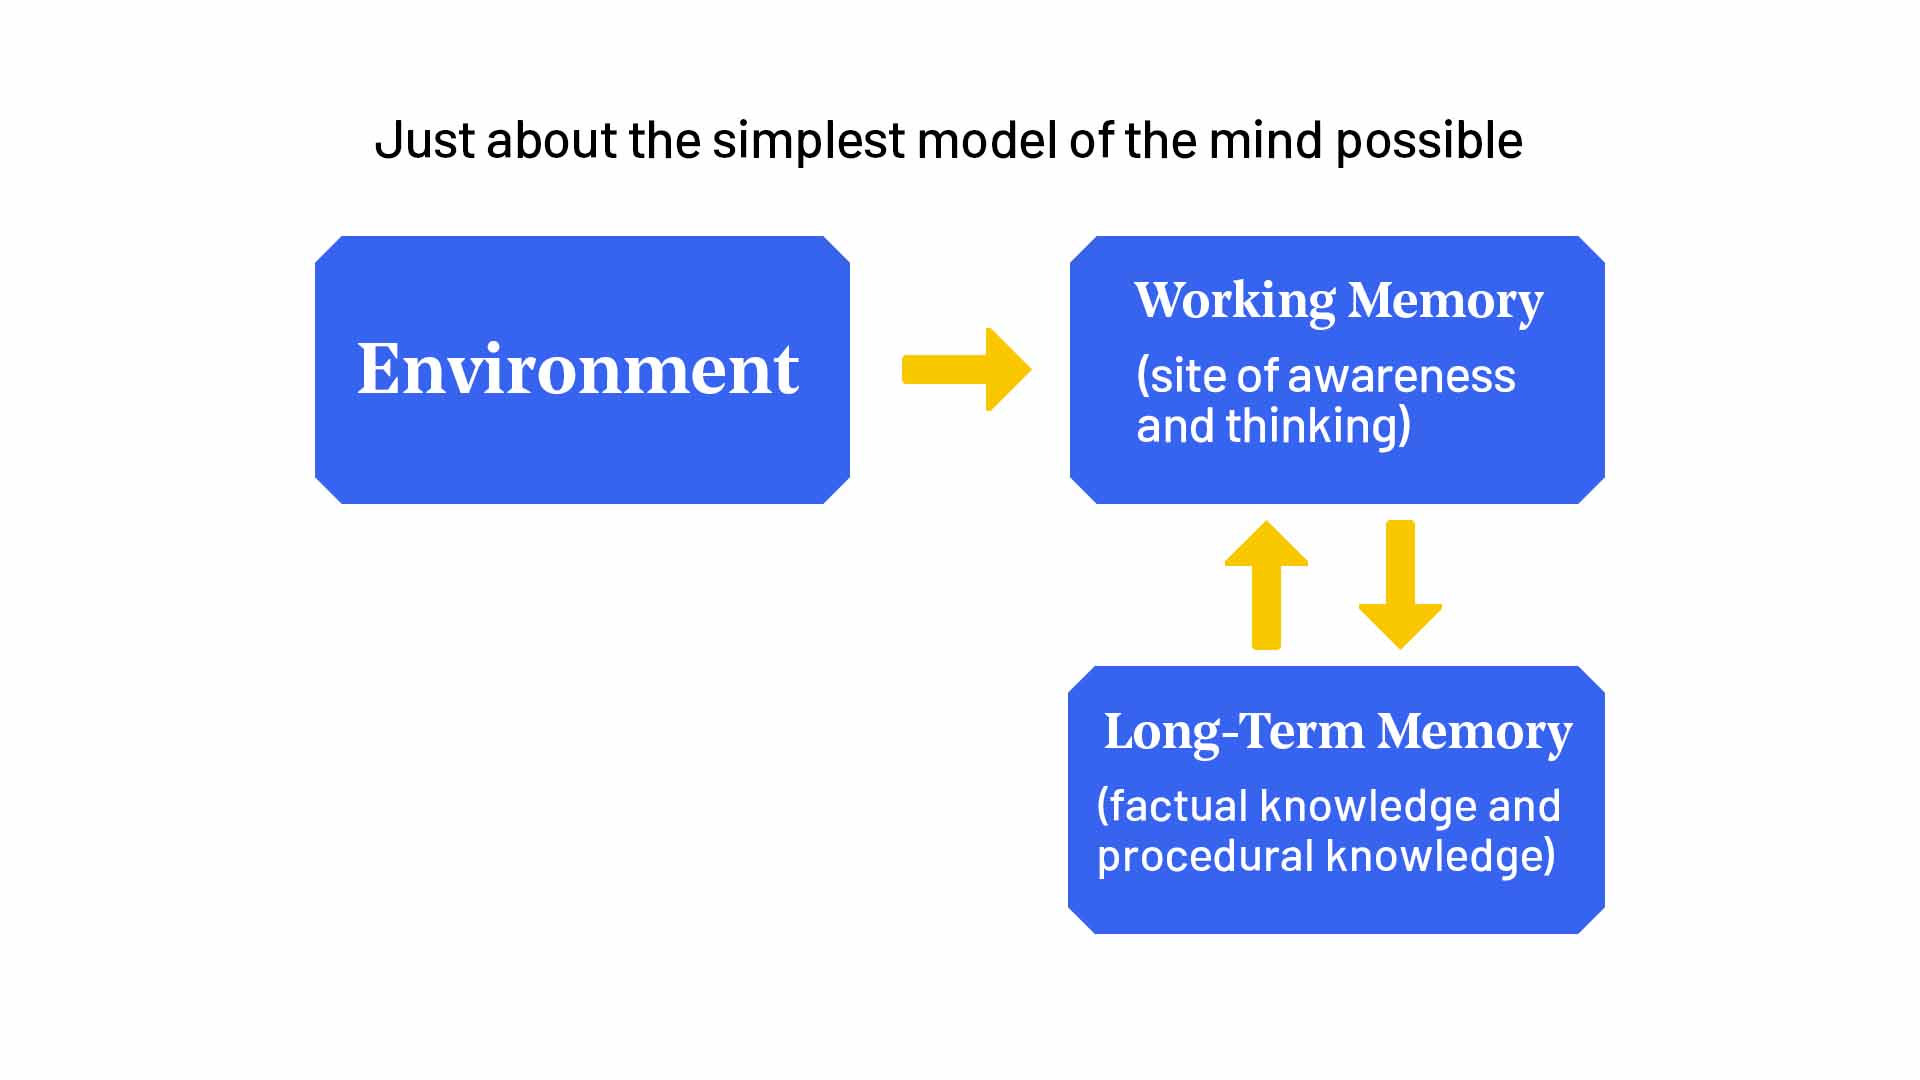 Just about the simplest model of the mind possible
Environment
Working Memory
(site of awareness
and thinking)
Long-Term Memory
(factual knowledge and
procedural knowledge)